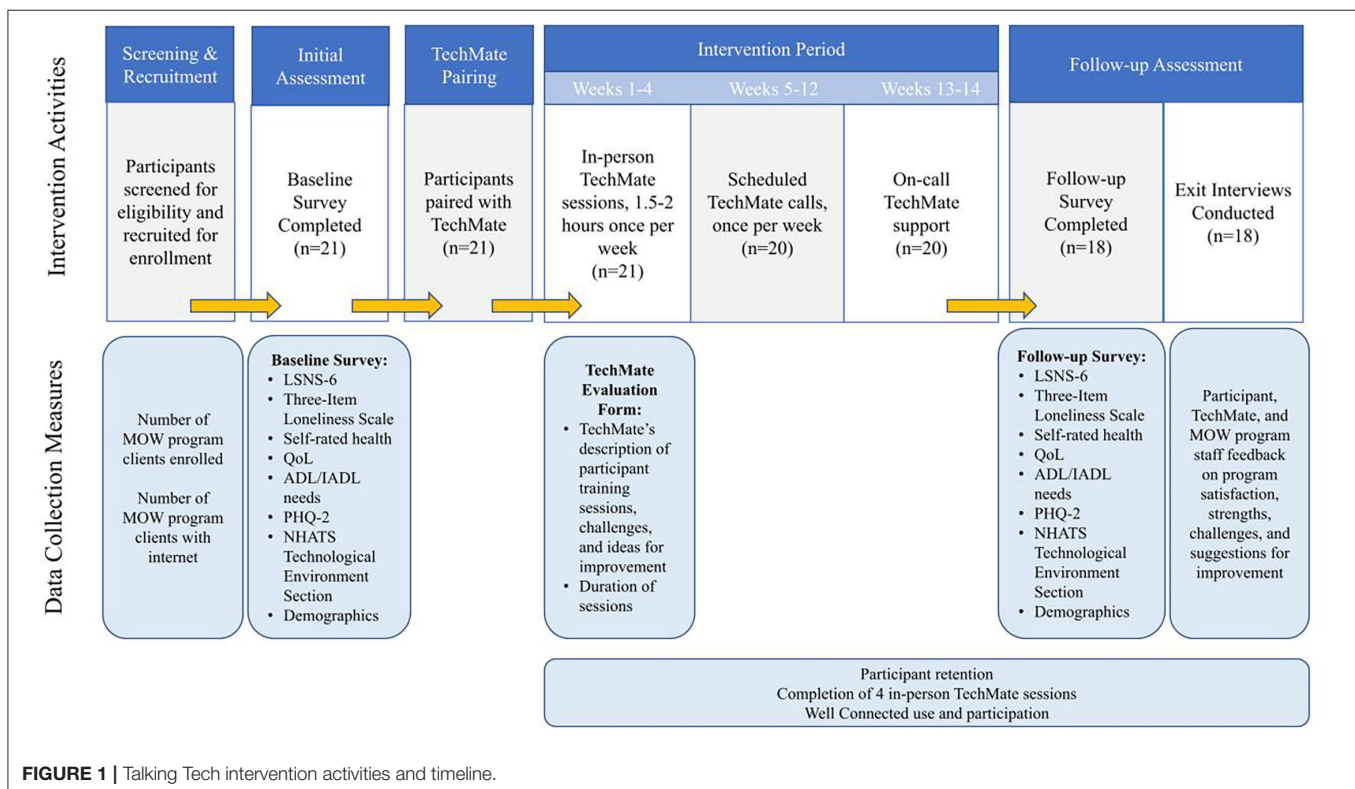 Intervention Activities
Screening &
Recruitment
Initial
Assessment
TechMate
Pairing
Intervention Period
Weeks 1-4
Weeks 5-12
Weeks 13-14
Follow-up Assessment
Participants
screened for
eligibility and
recruited for
enrollment
Baseline
Survey
Completed
(n=21)
Participants
paired with
TechMate
(n=21)
In-person
TechMate
sessions, 1.5-2
hours once per
week
(n=21)
Scheduled
TechMate calls,
once per week
(n=20)
On-call
TechMate
support
(n=20)
Follow-up
Survey
Completed
(n=18)
Exit Interviews
Conducted
(n=18)
Data Collection Measures
Number of
MOW program
clients enrolled
Number of
MOW program
clients with
internet
Baseline Survey:
• LSNS-6
• Three-Item
Loneliness Scale
• Self-rated health
• QoL
• ADL/IADL
needs
• PHQ-2
• NHATS
Technological
Environment
Section
• Demographics
TechMate
Evaluation
Form:
• TechMate's
description of
participant
training
sessions,
challenges,
and ideas for
improvement
• Duration of
sessions
Follow-up Survey:
• LSNS-6
• Three-Item
Loneliness Scale
• Self-rated health
• QoL
• ADL/IADL
needs
• PHQ-2
• NHATS
Technological
Environment
Section
• Demographics
Participant,
TechMate, and
MOW program
staff feedback
on program
satisfaction,
strengths,
challenges, and
suggestions for
improvement
Participant retention
Completion of 4 in-person TechMate sessions
Well Connected use and participation
FIGURE 1 | Talking Tech intervention activities and timeline.